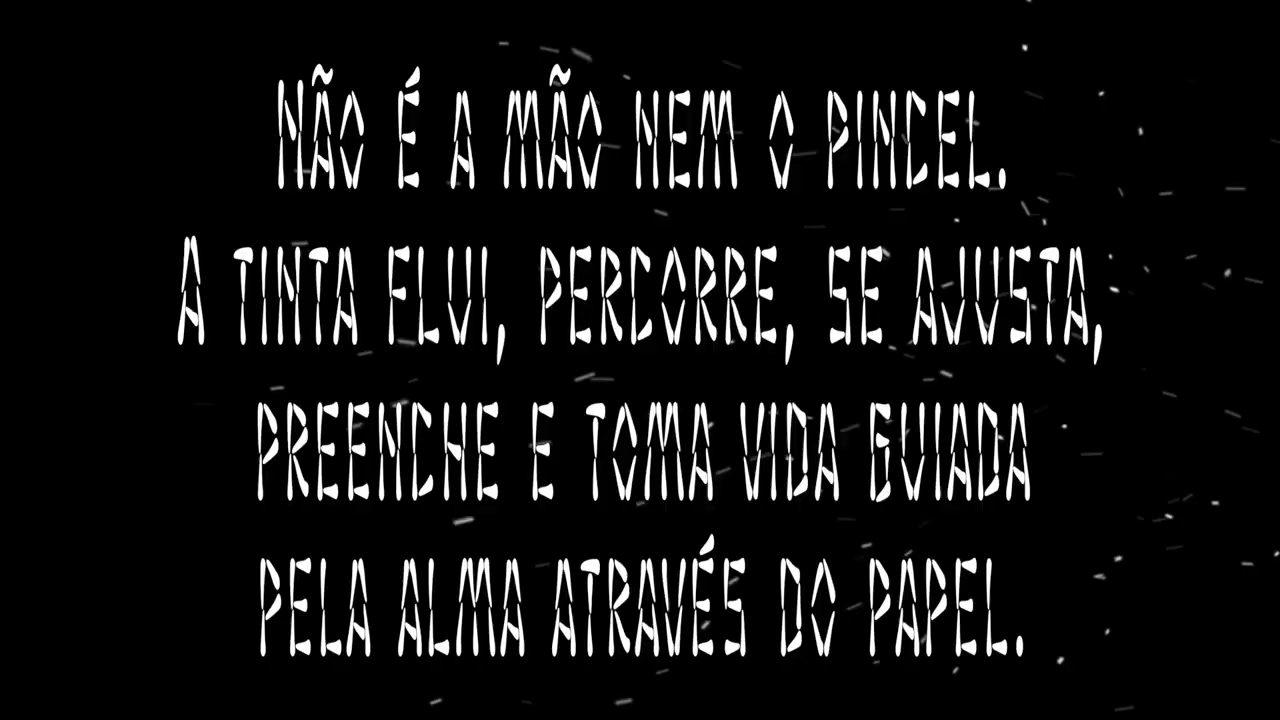 Não é a mão nem o pincel.
A tinta flui, percorre, se ajusta,
preenche e toma vida guiada
pela alma através do papel.